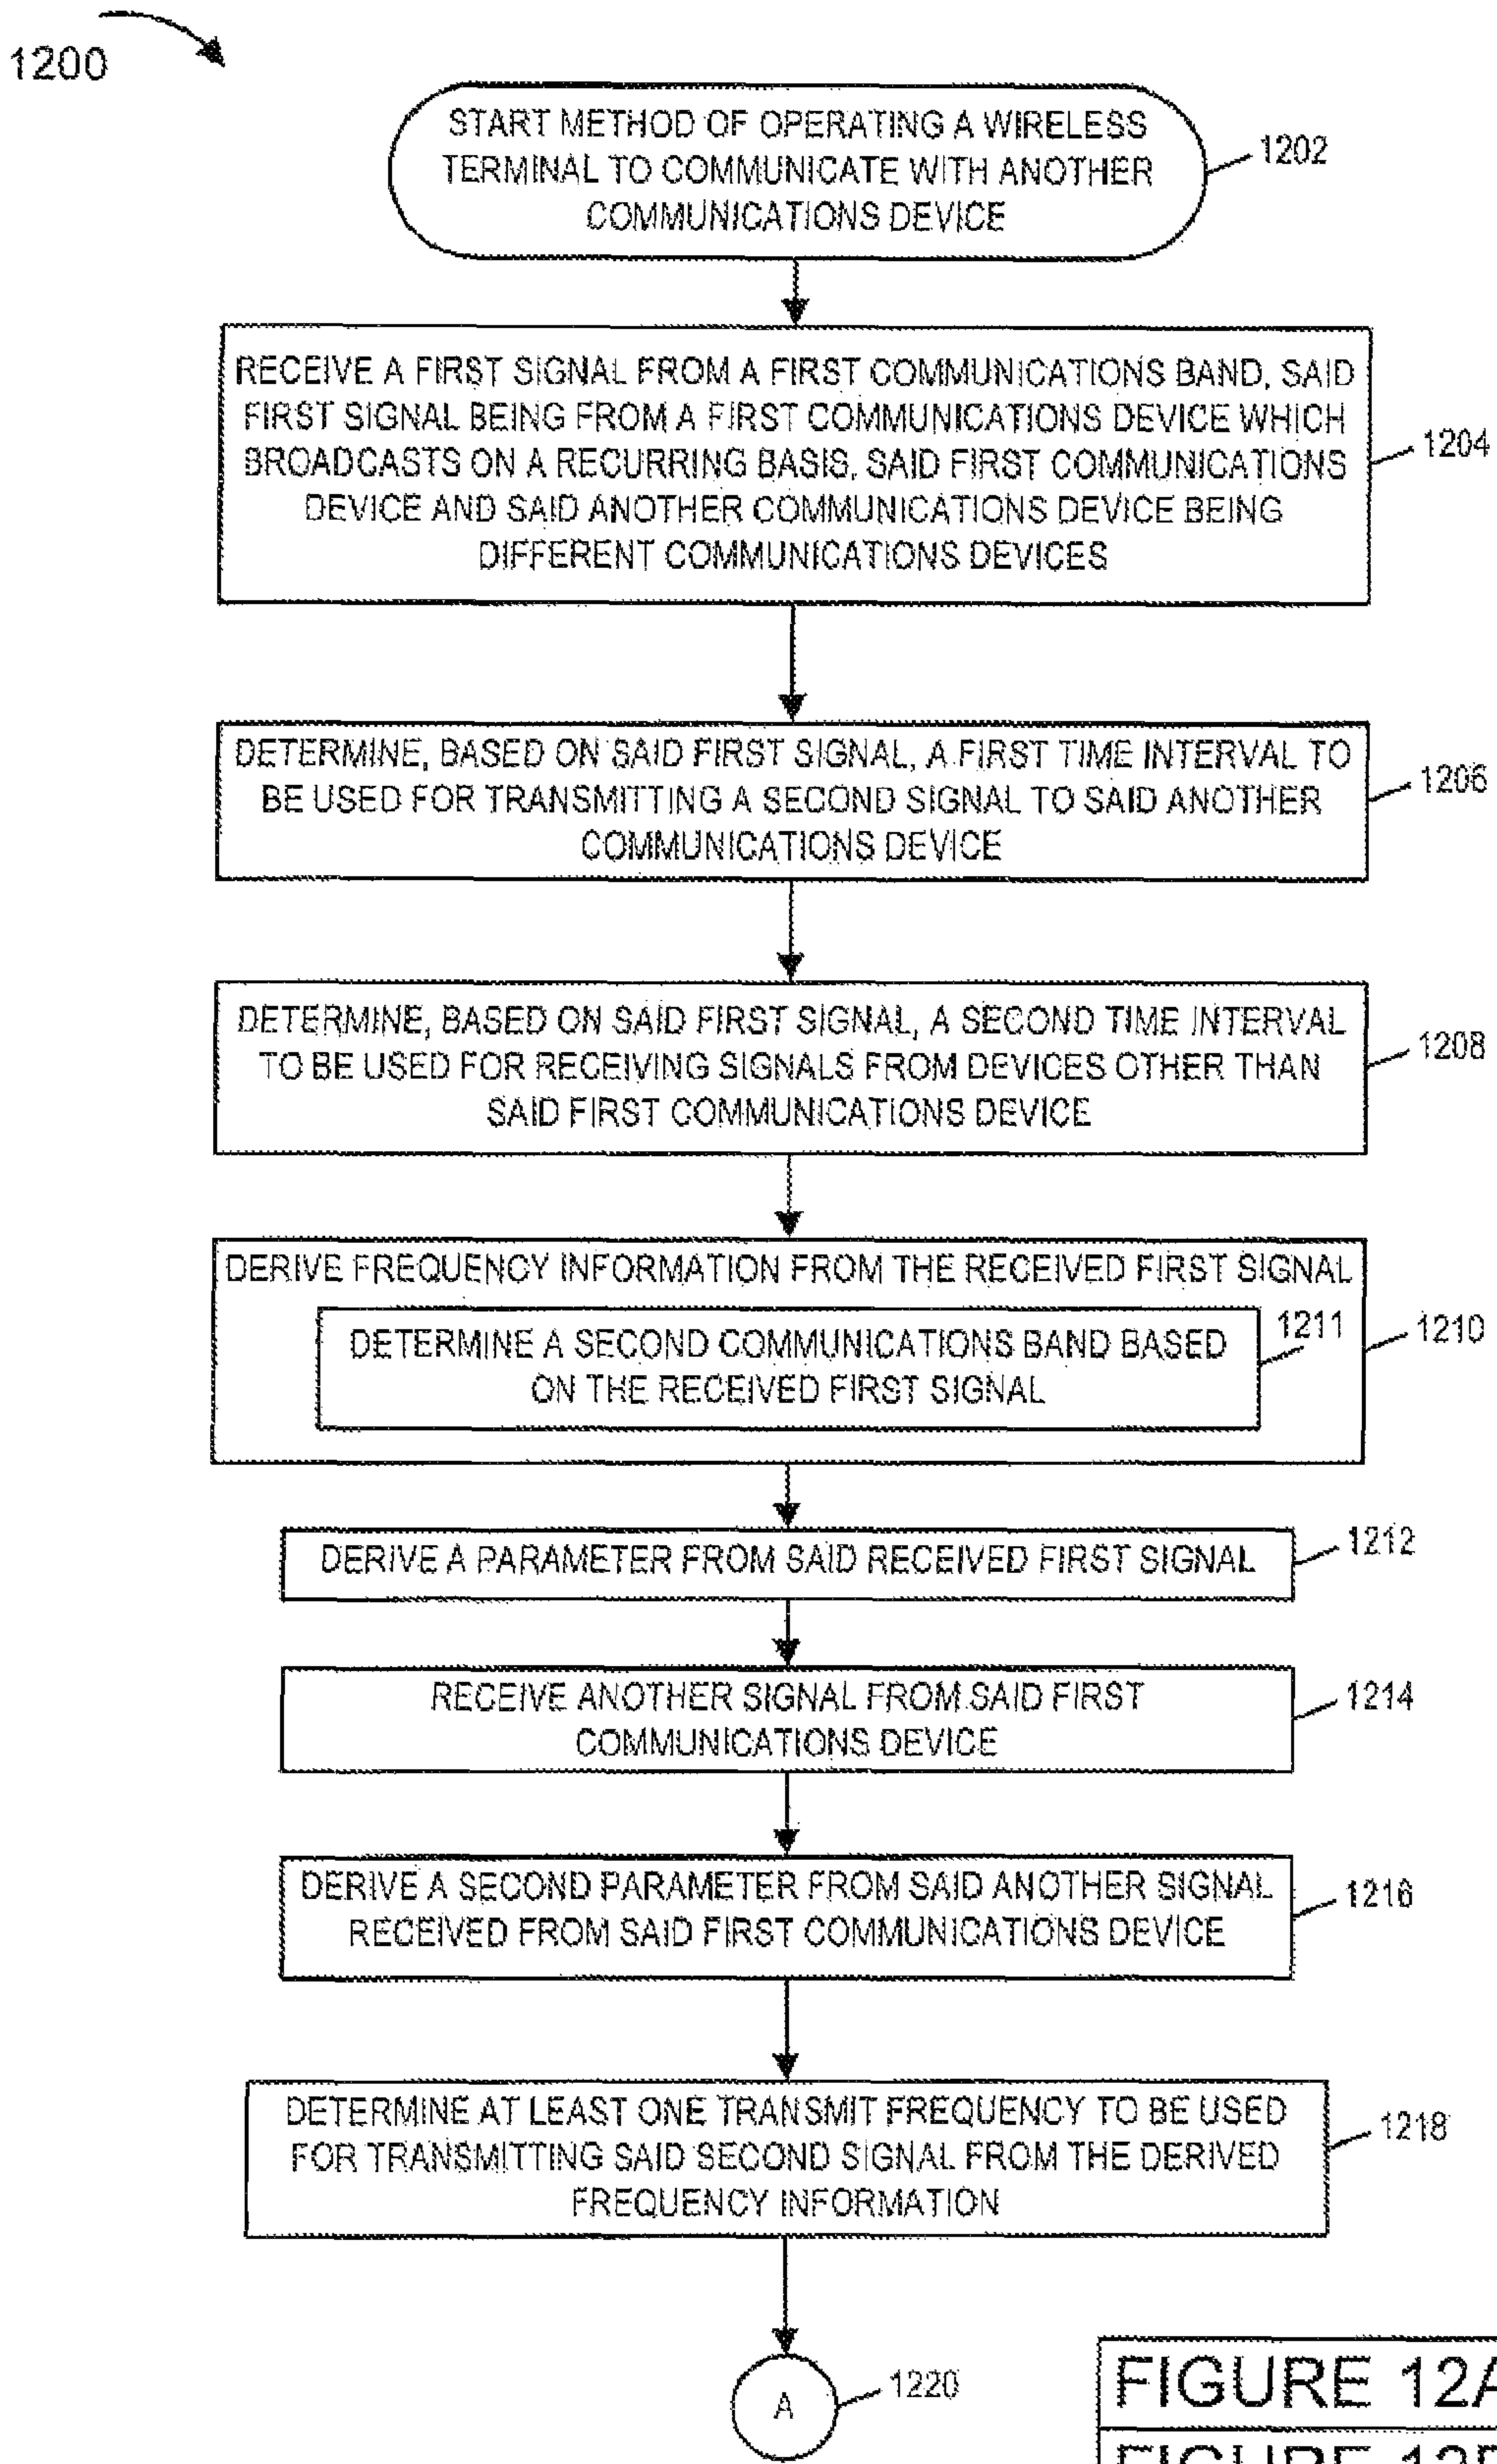 1200
START METHOD OF OPERATING A WIRELESS
TERMINAL TO COMMUNICATE WITH ANOTHER
COMMUNICATIONS DEVICE
1202
RECEIVE A FIRST SIGNAL FROM A FIRST COMMUNICATIONS BAND, SAID
FIRST SIGNAL BEING FROM A FIRST COMMUNICATIONS DEVICE WHICH
BROADCASTS ON A RECURRING BASIS, SAID FIRST COMMUNICATIONS
DEVICE AND SAID ANOTHER COMMUNICATIONS DEVICE BEING
DIFFERENT COMMUNICATIONS DEVICES
1204
DETERMINE, BASED ON SAID FIRST SIGNAL, A FIRST TIME INTERVAL TO
BE USED FOR TRANSMITTING A SECOND SIGNAL TO SAID ANOTHER
COMMUNICATIONS DEVICE
1206
DETERMINE, BASED ON SAID FIRST SIGNAL, A SECOND TIME INTERVAL
TO BE USED FOR RECEIVING SIGNALS FROM DEVICES OTHER THAN
SAID FIRST COMMUNICATIONS DEVICE
1208
DERIVE FREQUENCY INFORMATION FROM THE RECEIVED FIRST SIGNAL
DETERMINE A SECOND COMMUNICATIONS BAND BASED
ON THE RECEIVED FIRST SIGNAL
1211
1210
DERIVE A PARAMETER FROM SAID RECEIVED FIRST SIGNAL
1212
RECEIVE ANOTHER SIGNAL FROM SAID FIRST
COMMUNICATIONS DEVICE
1214
DERIVE A SECOND PARAMETER FROM SAID ANOTHER SIGNAL
RECEIVED FROM SAID FIRST COMMUNICATIONS DEVICE
1216
DETERMINE AT LEAST ONE TRANSMIT FREQUENCY TO BE USED
FOR TRANSMITTING SAID SECOND SIGNAL FROM THE DERIVED
FREQUENCY INFORMATION
1218
A
1220
FIGURE 12A
FIGURE